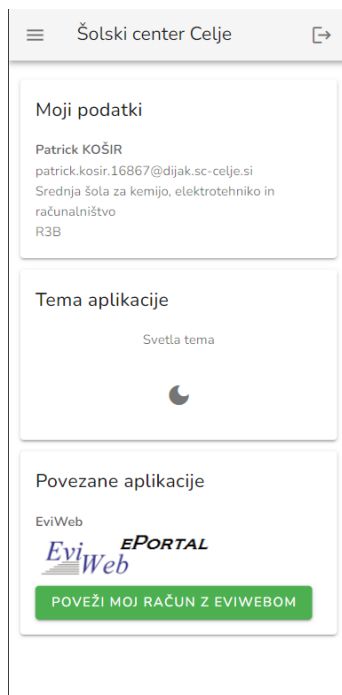 Šolski center Celje
Moji podatki
Patrick KOŠIR
patrick.kosir.16867@dijak.sc-celje.si
Srednja šola za kemijo, elektrotehniko in
računalništvo
R3B
Tema aplikacije
Svetla tema
Povezane aplikacije
EviWeb
EviWeb ePortal
POVEŽI MOJ RAČUN Z EVIWEBOM